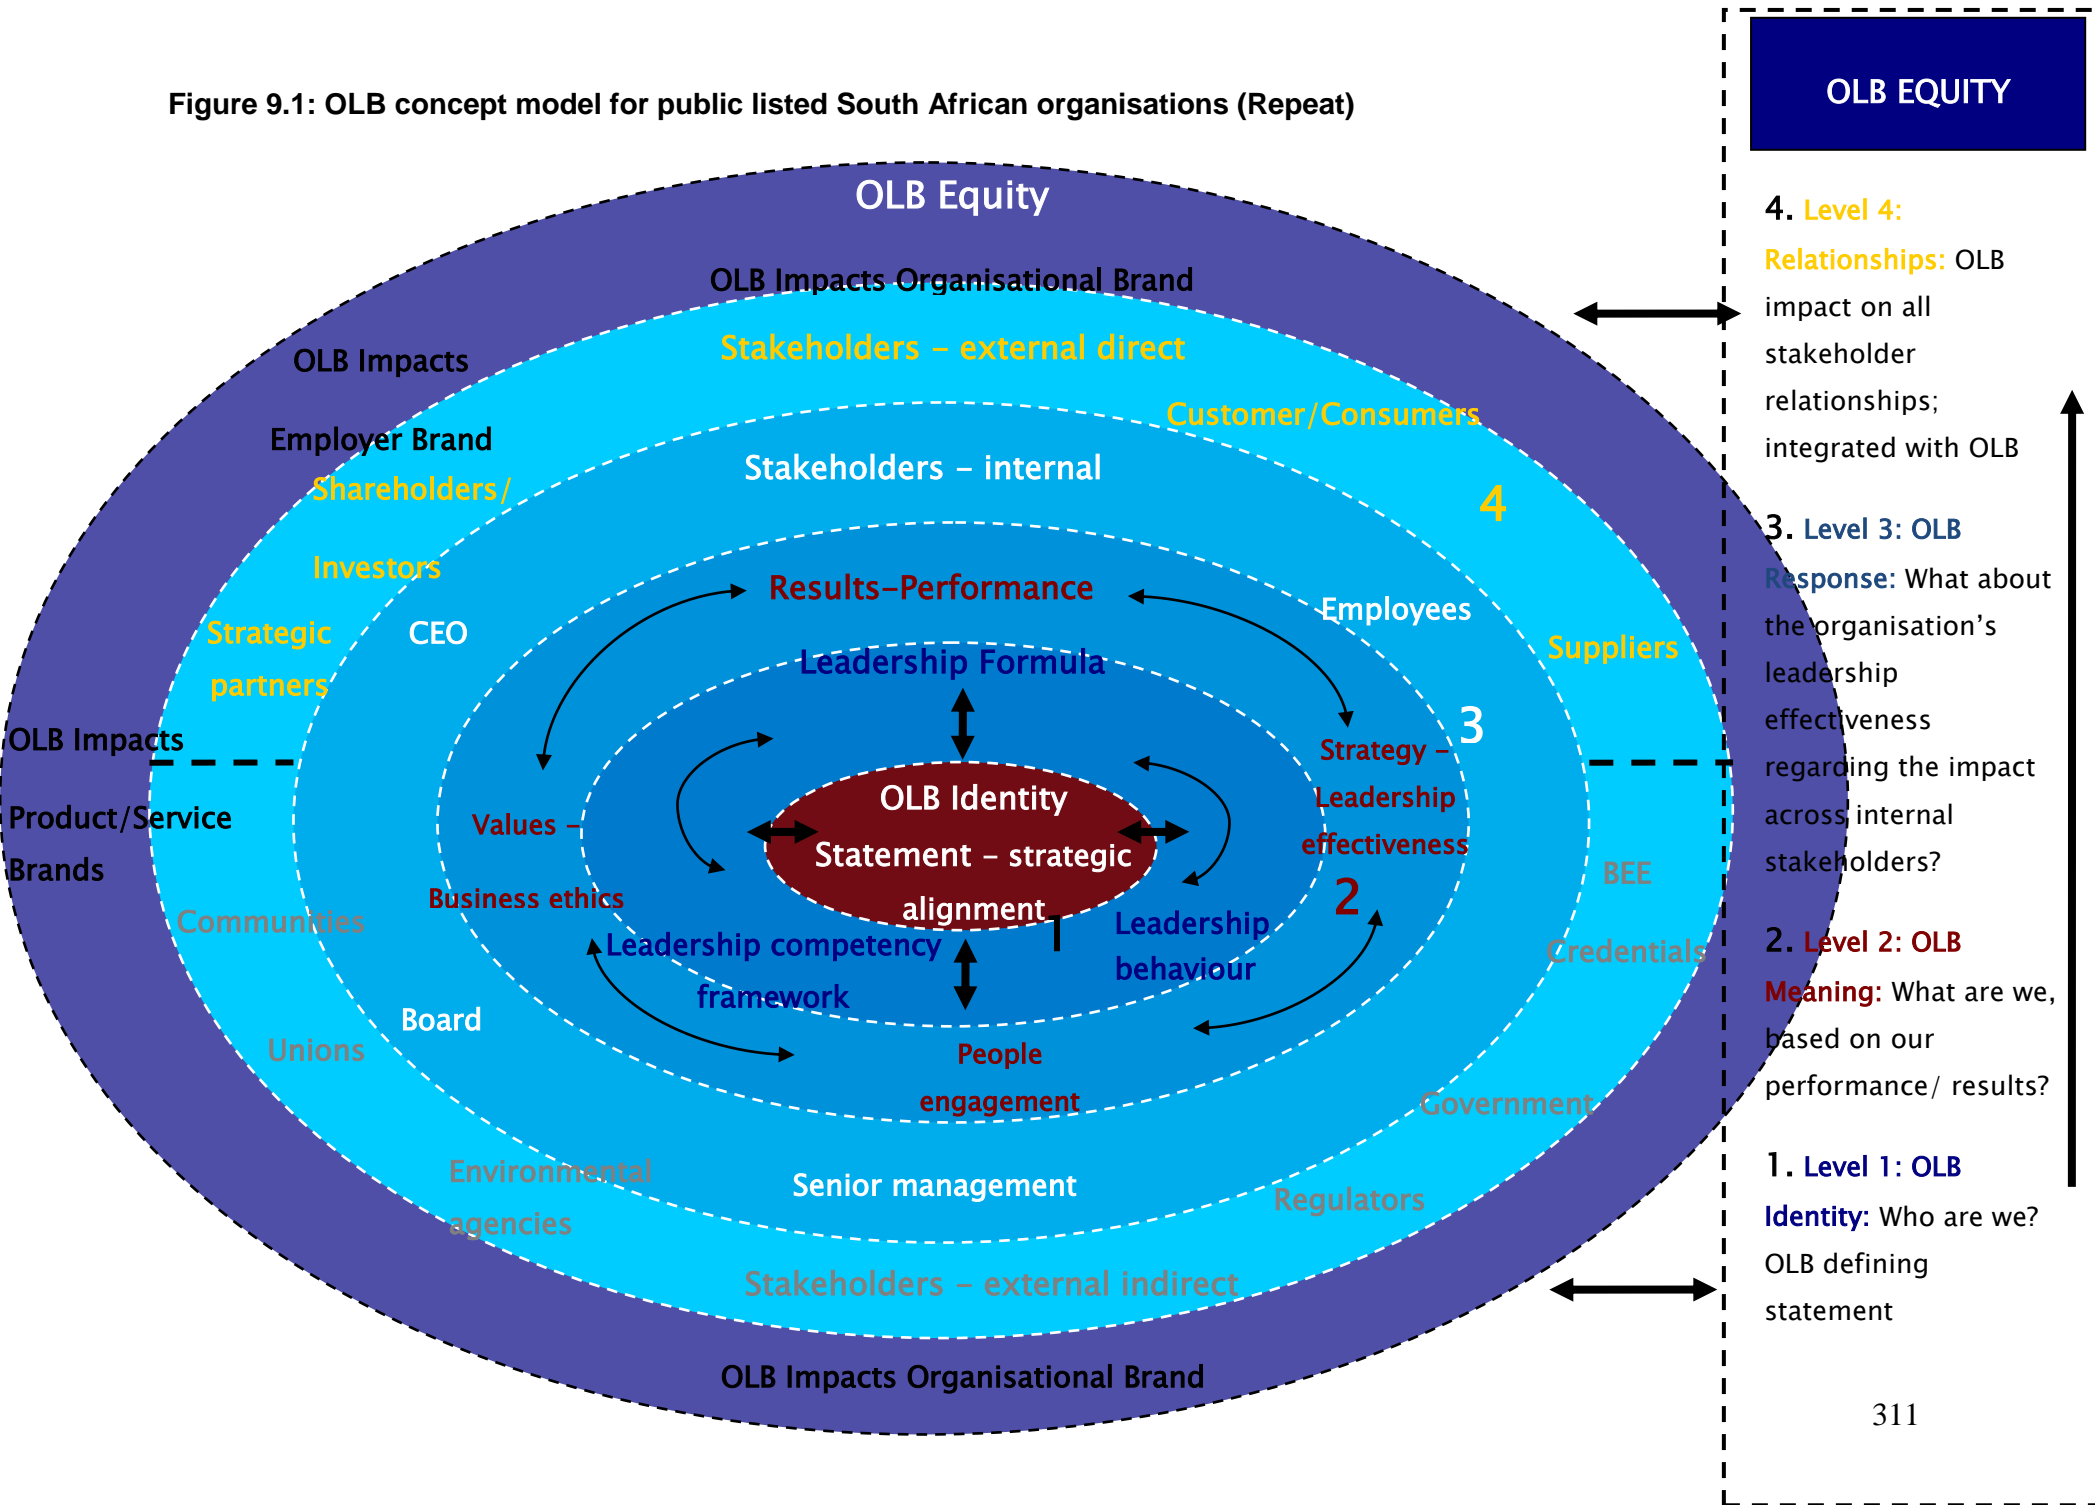 Figure 9.1: OLB concept model for public listed South African organisations (Repeat)
OLB Equity
OLB Impacts Organisational Brand
OLB Impacts
Employer Brand
Stakeholders – external direct
Customer/Consumers
Shareholders/
Investors
Strategic
partners
4
Suppliers
Stakeholders – internal
CEO
Employees
Results–Performance
3
Leadership Formula
Strategy –
Leadership
effectiveness
2
OLB Impacts
Product/Service
Brands
Values –
Business ethics
OLB Identity
Statement – strategic
alignment
1
Leadership competency
framework
Leadership
behaviour
People
engagement
Board
Senior management
Communities
Unions
Environmental
agencies
BEE
Credentials
Government
Regulators
Stakeholders – external indirect
OLB Impacts Organisational Brand
OLB EQUITY
4. Level 4:
Relationships: OLB
impact on all
stakeholder
relationships;
integrated with OLB
3. Level 3: OLB
Response: What about
the organisation’s
leadership
effectiveness
regarding the impact
across internal
stakeholders?
2. Level 2: OLB
Meaning: What are we,
based on our
performance/ results?
1. Level 1: OLB
Identity: Who are we?
OLB defining
statement
311